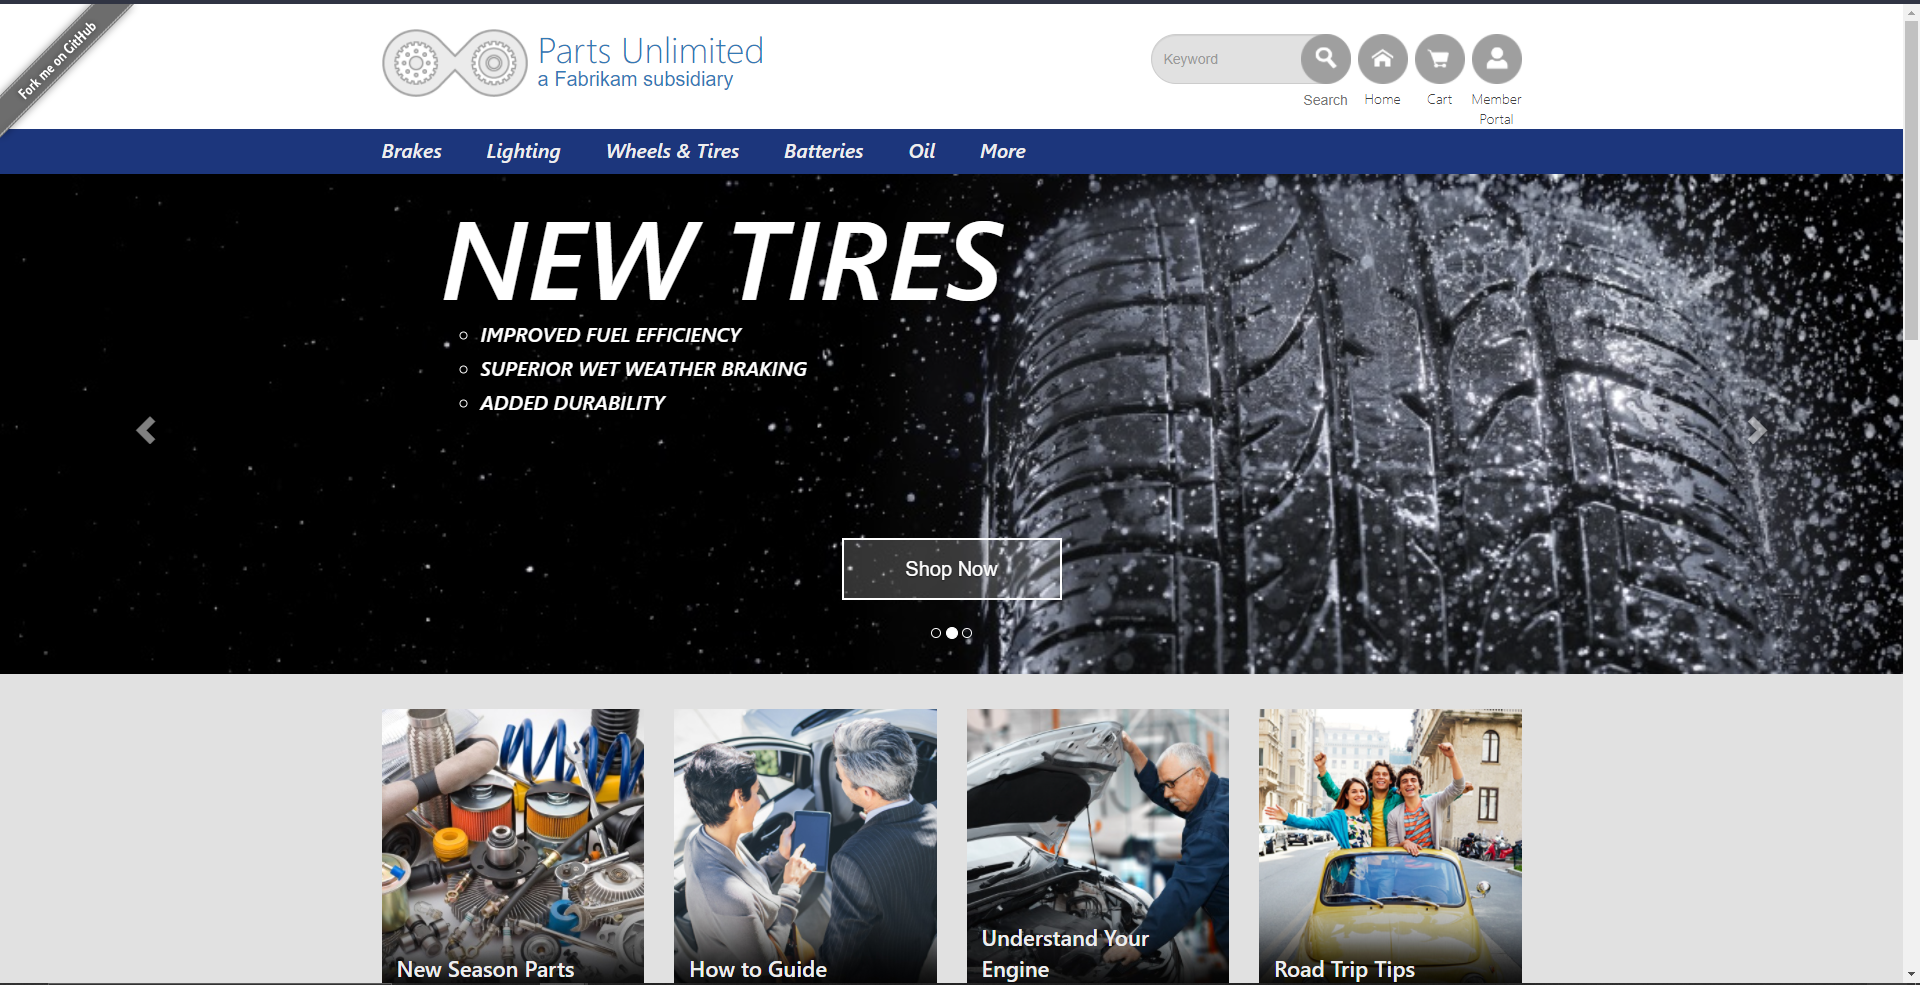 Fork me on GitHub
Parts Unlimited
a Fabrikam subsidiary
Keyword
Search
Home
Cart
Member
Portal
Brakes
Lighting
Wheels & Tires
Batteries
Oil
More
NEW TIRES
IMPROVED FUEL EFFICIENCY
SUPERIOR WET WEATHER BRAKING
ADDED DURABILITY
Shop Now
New Season Parts
How to Guide
Understand Your
Engine
Road Trip Tips